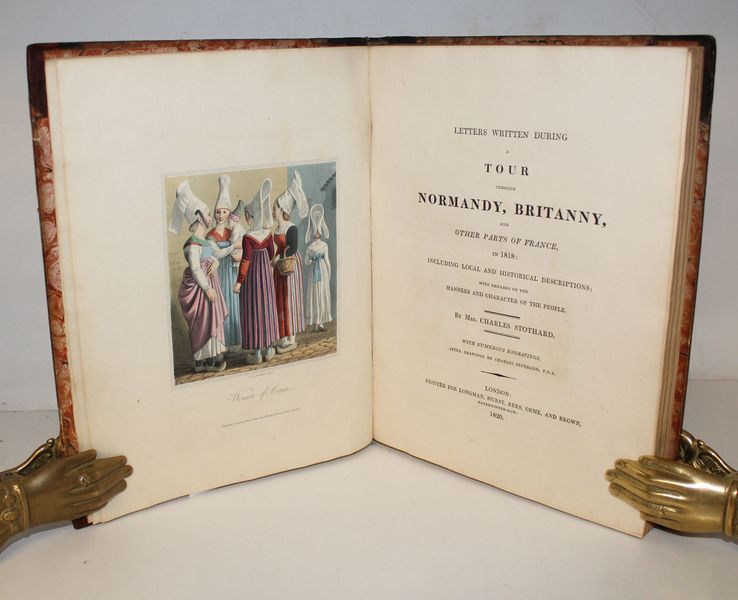 Women of Caen.
LETTERS WRITTEN DURING
A
TOUR
THROUGH
NORMANDY, BRITANNY,
AND
OTHER PARTS OF FRANCE,
IN 1818:
INCLUDING LOCAL AND HISTORICAL DESCRIPTIONS;
WITH REMARKS ON THE
MANNERS AND CHARACTER OF THE PEOPLE.
BY MRS. CHARLES STOTHARD.
WITH NUMEROUS ENGRAVINGS,
AFTER DRAWINGS BY CHARLES STOTHARD, F.S.A.
LONDON:
PRINTED FOR LONGMAN, HURST, REES, ORME, AND BROWN,
PATERNOSTER-ROW.
1820.